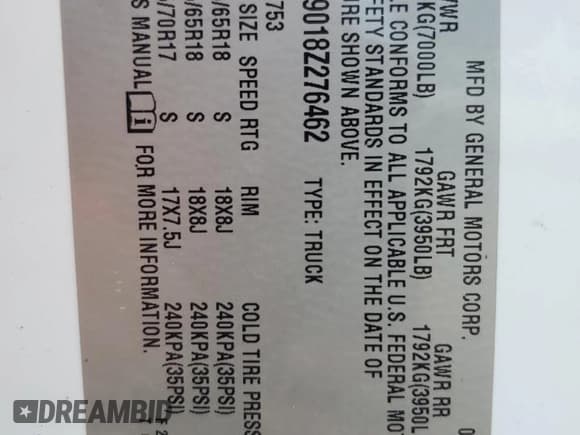 MFD BY GENERAL MOTORS CORP.
GAWR FRT GAWR RR
KG(7000LB) 1792KG(3950LB) 1792KG(3950L
CONFORMS TO ALL APPLICABLE U.S. FEDERAL
STANDARDS IN EFFECT ON THE DATE OF
SHOWN ABOVE.
9018Z276462 TYPE: TRUCK
753
SIZE SPEED RTG RIM COLD TIRE PRESS
/65R18 S 18X8J 240KPA(35PSI)
/65R18 S 18X8J 240KPA(35PSI)
/70R17 S 17X7.5J 240KPA(35PSI)
S MANUAL i FOR MORE INFORMATION.
DREAMBID